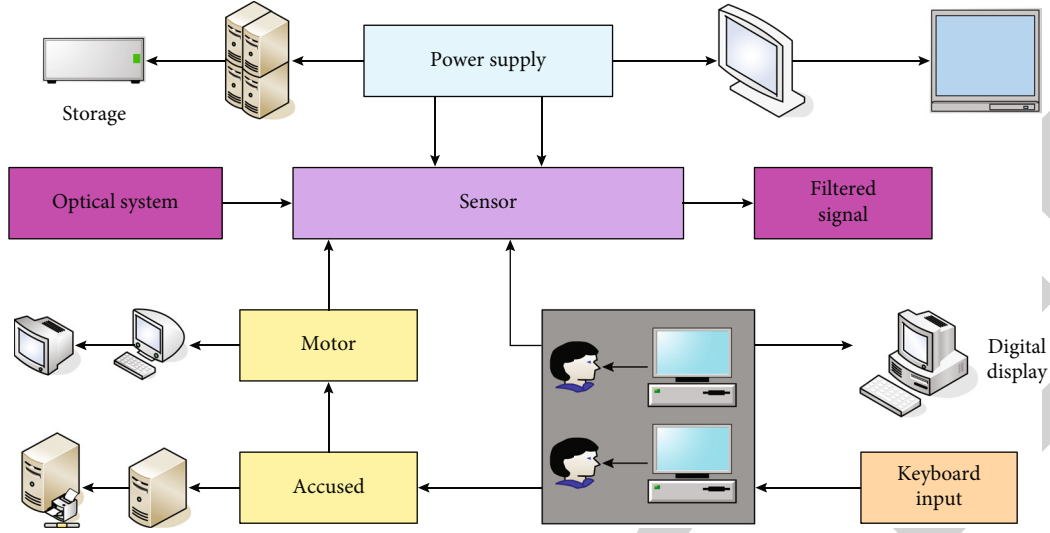 Power supply
Storage
Optical system
Sensor
Filtered
signal
Motor
Digital
display
Accused
Keyboard
input